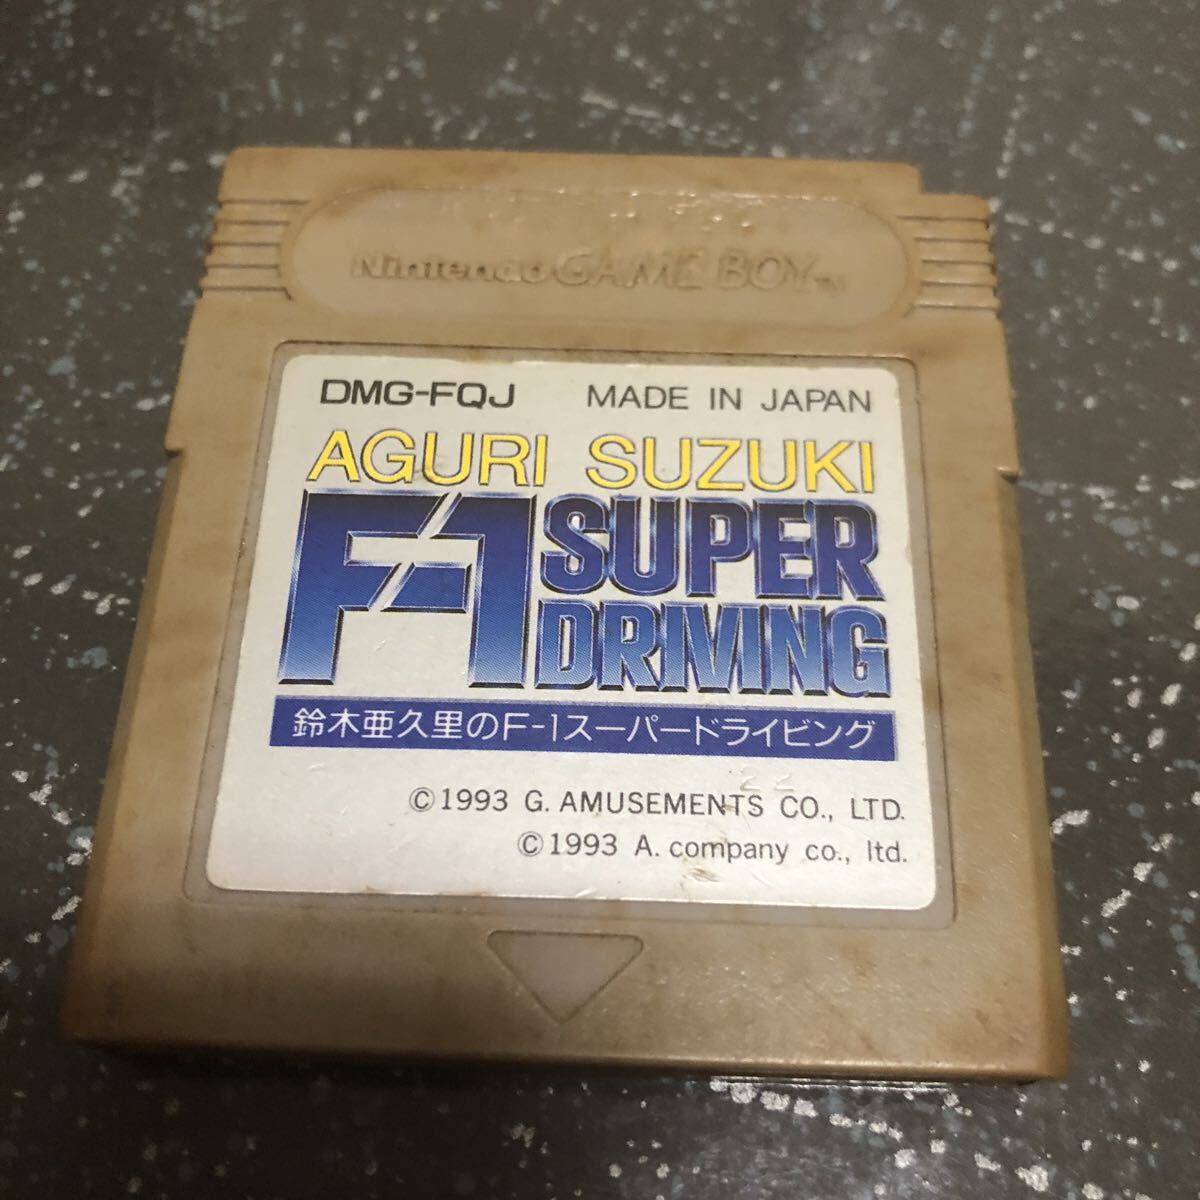 Nintendo GAME BOY TM
DMG-FQJ MADE IN JAPAN
AGURI SUZUKI
F-1 SUPER
DRIVING
鈴木亜久里のF-1スーパードライビング
22
©1993 G. AMUSEMENTS CO., LTD.
©1993 A. company co., ltd.